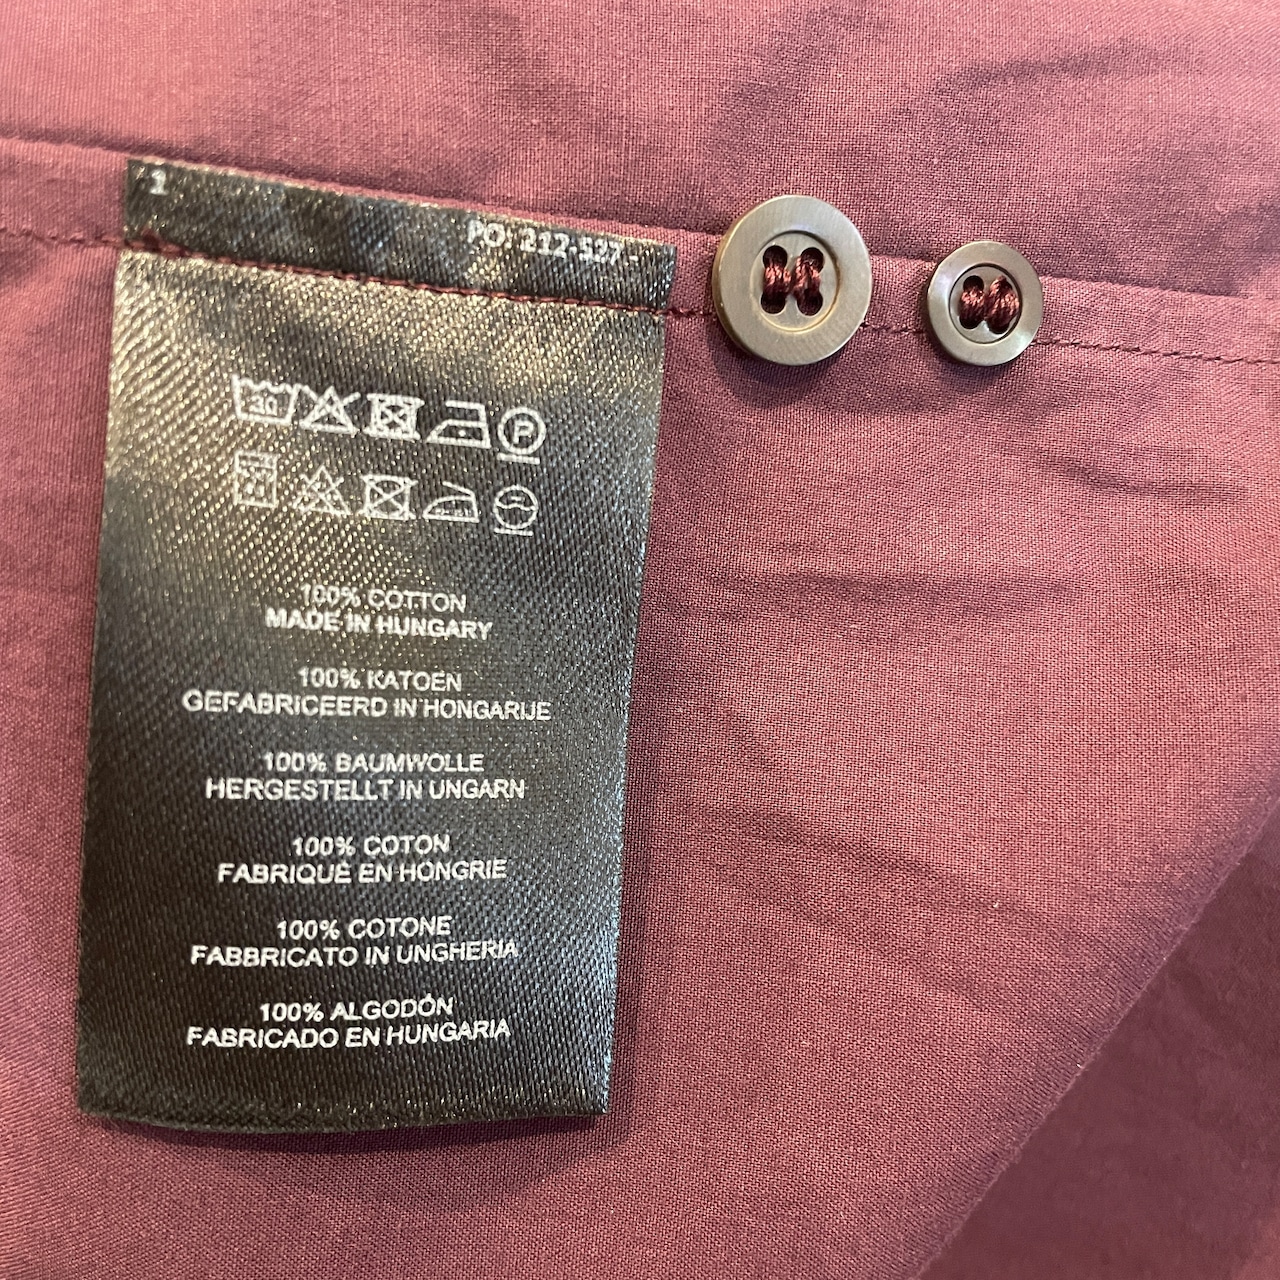 1
PO: 212-527 -
30
P
100% COTTON
MADE IN HUNGARY
100% KATOEN
GEFABRICEERD IN HONGARIJE
100% BAUMWOLLE
HERGESTELLT IN UNGARN
100% COTON
FABRIQUÉ EN HONGRIE
100% COTONE
FABBRICATO IN UNGHERIA
100% ALGODÓN
FABRICADO EN HUNGARIA